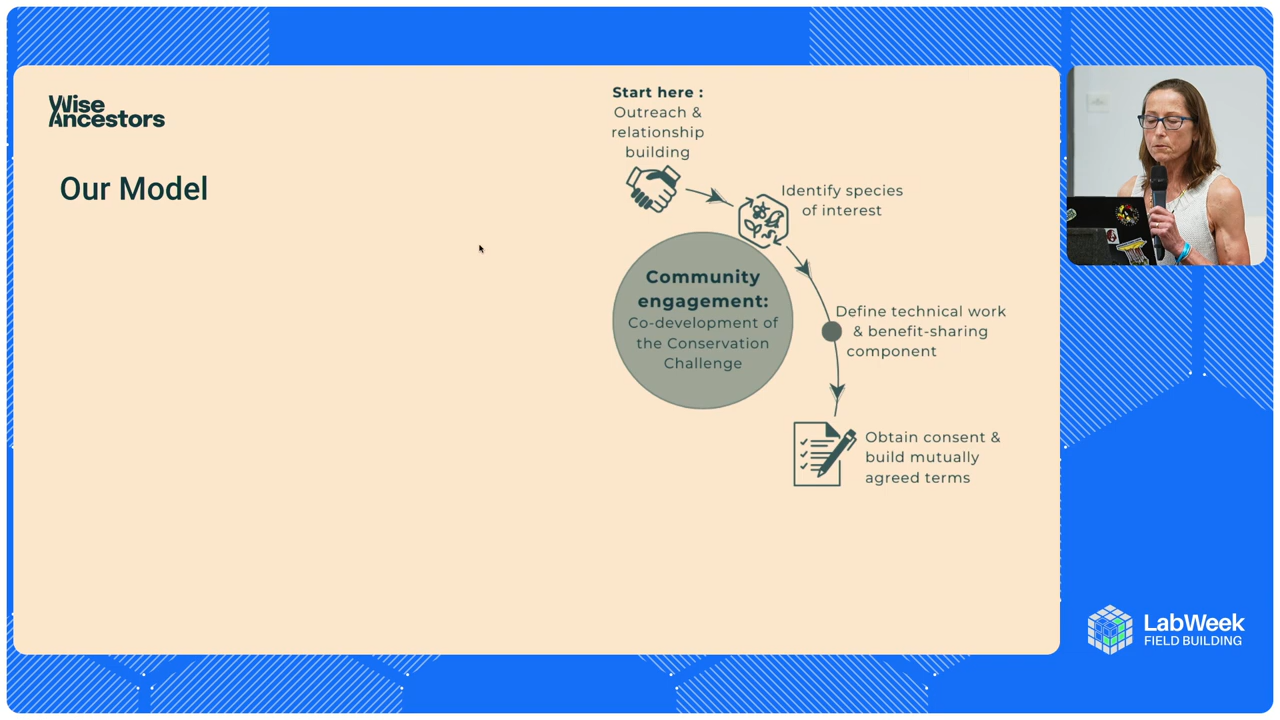 Wise
Ancestors
Our Model
Start here :
Outreach &
relationship
building
Identify species
of interest
Community
engagement:
Co-development of
the Conservation
Challenge
Define technical work
& benefit-sharing
component
Obtain consent &
build mutually
agreed terms
LabWeek
FIELD BUILDING